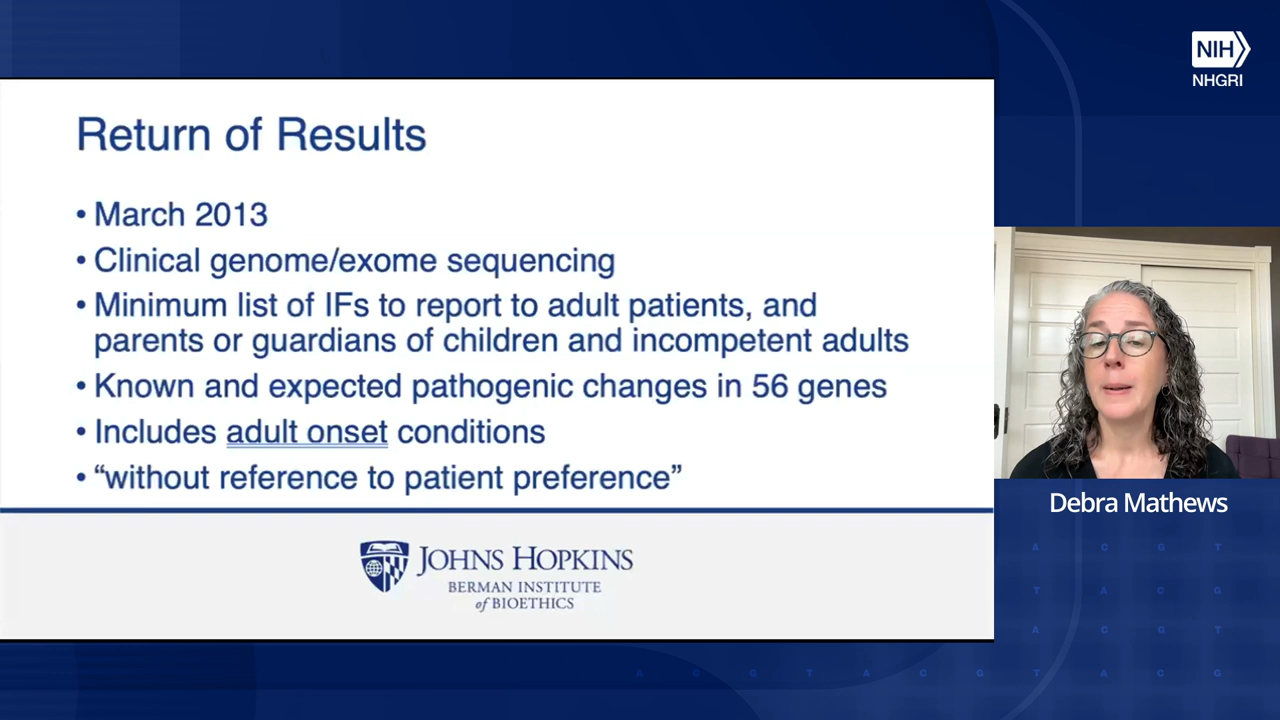 NIH
NHGRI
Return of Results
• March 2013
• Clinical genome/exome sequencing
• Minimum list of IFs to report to adult patients, and
parents or guardians of children and incompetent adults
• Known and expected pathogenic changes in 56 genes
• Includes adult onset conditions
• “without reference to patient preference”
JOHNS HOPKINS
BERMAN INSTITUTE
of BIOETHICS
Debra Mathews
A C G T
T A C G
A C G T
A C G T A C G T A C G